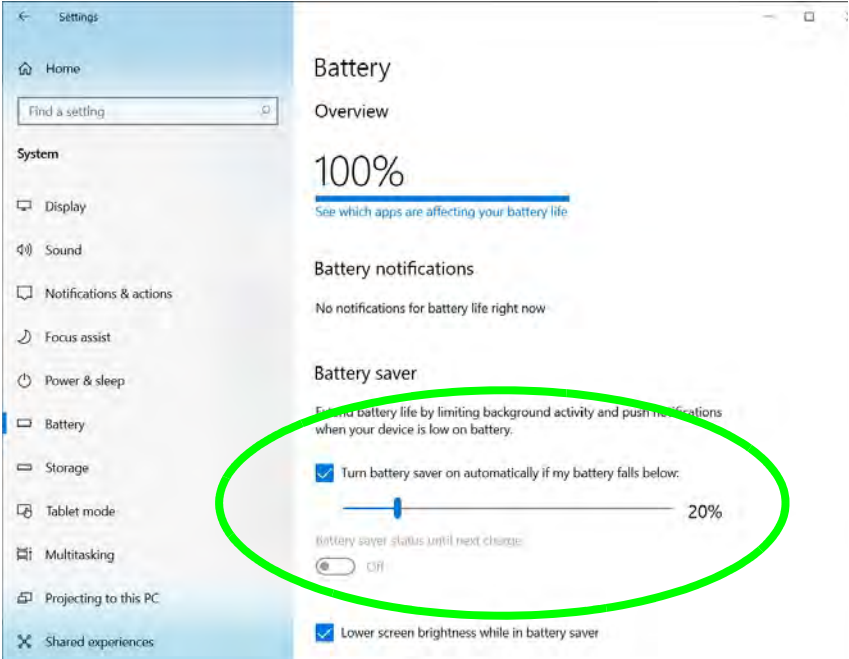 Settings
Home
Find a setting
System
Display
Sound
Notifications & actions
Focus assist
Power & sleep
Battery
Storage
Tablet mode
Multitasking
Projecting to this PC
Shared experiences
Battery
Overview
100%
See which apps are affecting your battery life
Battery notifications
No notifications for battery life right now
Battery saver
Extend battery life by limiting background activity and push notifications
when your device is low on battery.
Turn battery saver on automatically if my battery falls below:
20%
Battery saver status until next charge
Off
Lower screen brightness while in battery saver